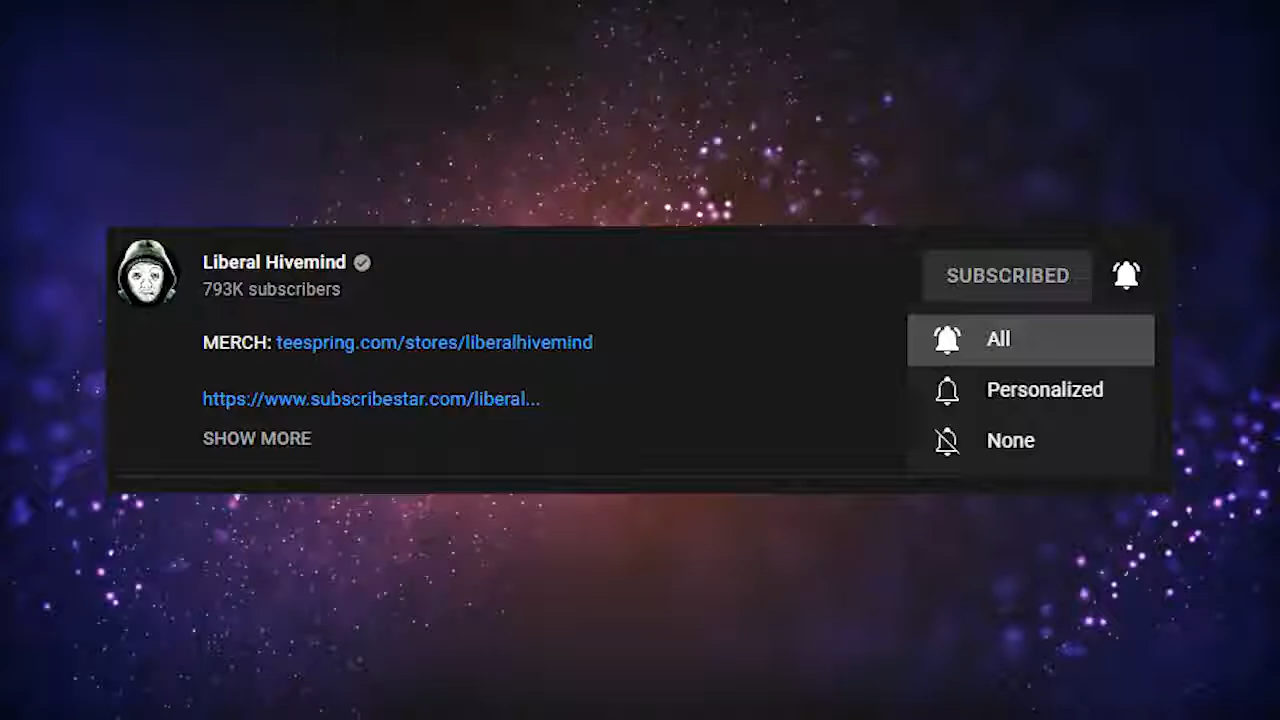 Liberal Hivemind
793K subscribers
SUBSCRIBED
MERCH: teespring.com/stores/liberalhivemind
https://www.subscribestar.com/liberal...
SHOW MORE
All
Personalized
None